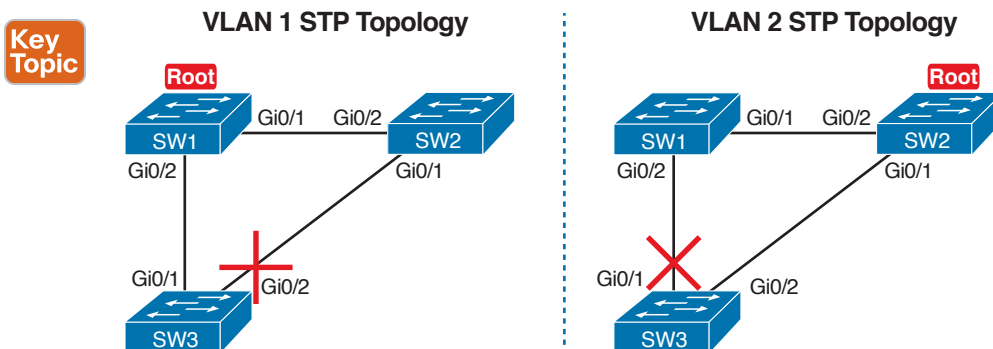 Key
Topic
VLAN 1 STP Topology
Root
SW1
Gi0/1
Gi0/2
SW2
Gi0/2
Gi0/1
Gi0/1
Gi0/2
SW3
VLAN 2 STP Topology
Root
SW1
Gi0/1
Gi0/2
SW2
Gi0/2
Gi0/1
Gi0/1
Gi0/2
SW3